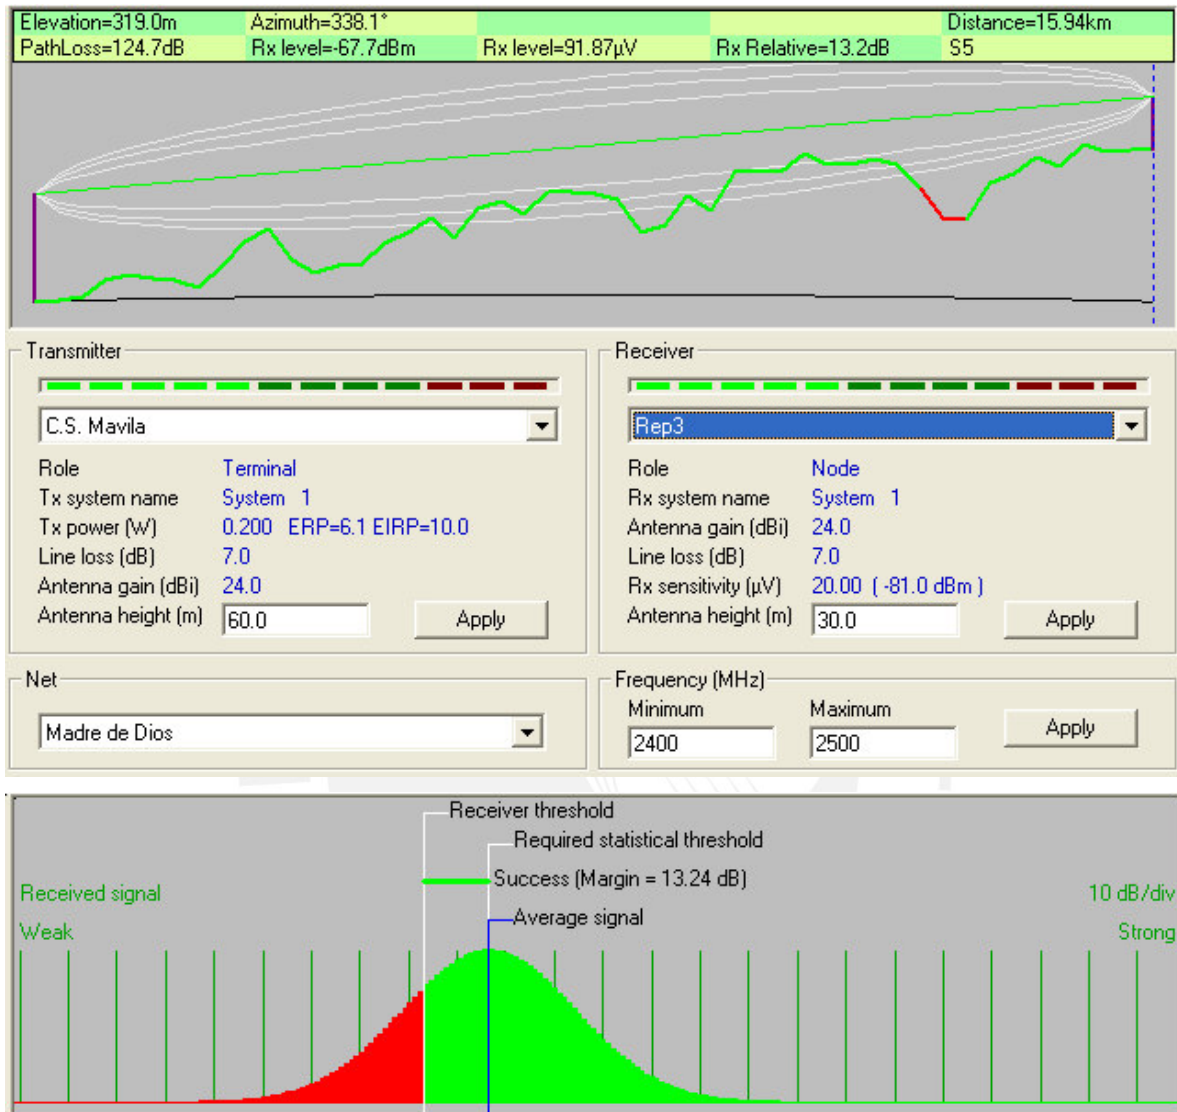 Elevation=319.0m Azimuth=338.1° Distance=15.94km
PathLoss=124.7dB Rx level=-67.7dBm Rx level=91.87µV Rx Relative=13.2dB S5
Transmitter
C.S. Mavila
Role Terminal
Tx system name System 1
Tx power (W) 0.200 ERP=6.1 EIRP=10.0
Line loss (dB) 7.0
Antenna gain (dBi) 24.0
Antenna height (m) 60.0 Apply
Receiver
Rep3
Role Node
Rx system name System 1
Antenna gain (dBi) 24.0
Line loss (dB) 7.0
Rx sensitivity (µV) 20.00 ( -81.0 dBm )
Antenna height (m) 30.0 Apply
Net
Madre de Dios
Frequency (MHz)
Minimum Maximum
2400 2500 Apply
Receiver threshold
Required statistical threshold
Success (Margin = 13.24 dB)
Received signal 10 dB/div
Average signal
Weak Strong